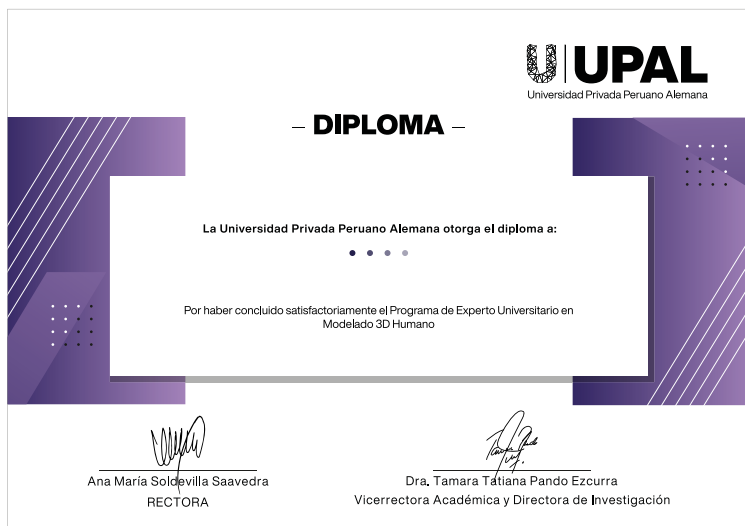 UPAL
Universidad Privada Peruano Alemana
– DIPLOMA –
La Universidad Privada Peruano Alemana otorga el diploma a:
Por haber concluido satisfactoriamente el Programa de Experto Universitario en
Modelado 3D Humano
Ana María Soldevilla Saavedra
RECTORA
Dra. Tamara Tatiana Pando Ezcurra
Vicerrectora Académica y Directora de Investigación